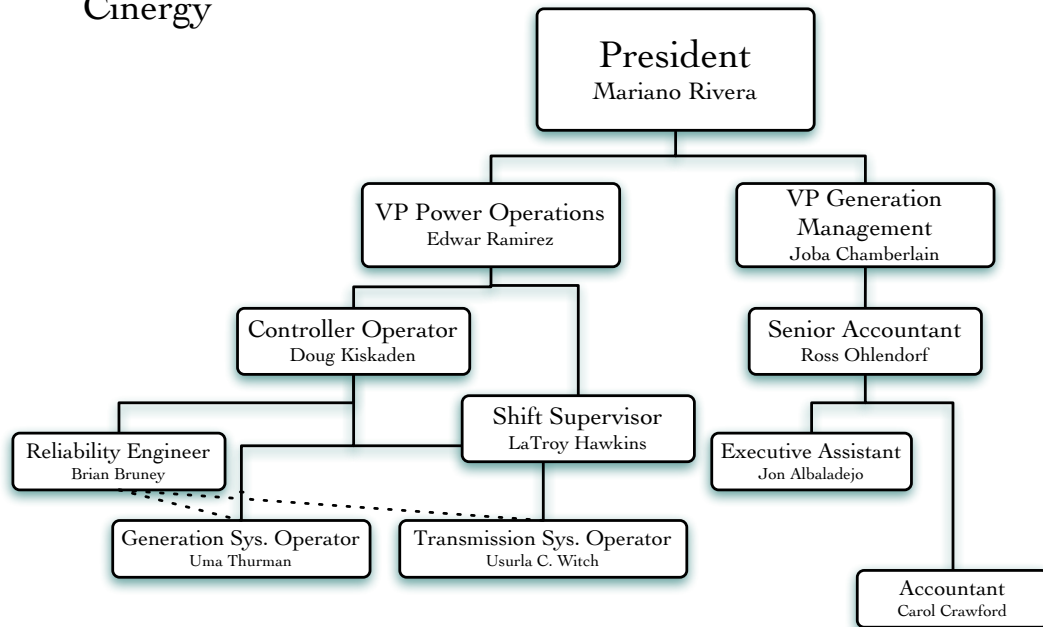 Cinergy
President
Mariano Rivera
VP Power Operations
Edwar Ramirez
VP Generation
Management
Joba Chamberlain
Controller Operator
Doug Kiskaden
Senior Accountant
Ross Ohlendorf
Shift Supervisor
LaTroy Hawkins
Reliability Engineer
Brian Bruney
Executive Assistant
Jon Albaladejo
Generation Sys. Operator
Uma Thurman
Transmission Sys. Operator
Usurla C. Witch
Accountant
Carol Crawford